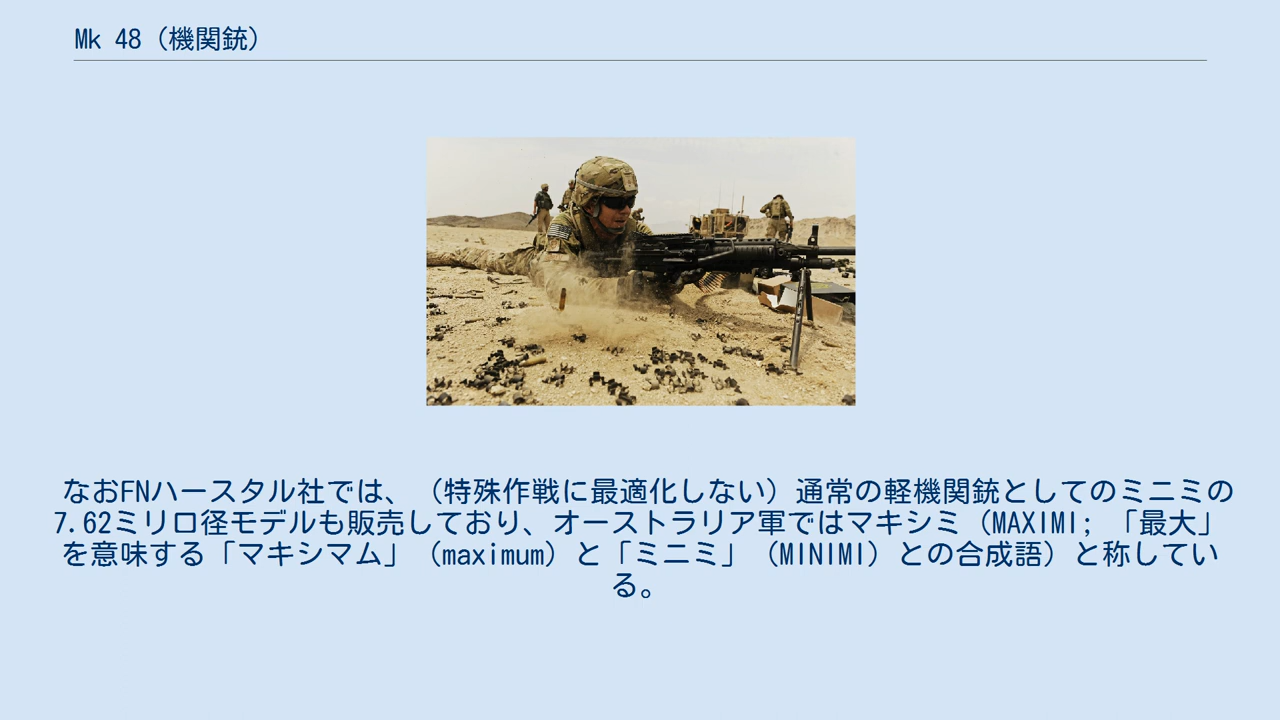 Mk 48（機関銃）
なおFNハースタル社では、（特殊作戦に最適化しない）通常の軽機関銃としてのミニミの
7.62ミリ口径モデルも販売しており、オーストラリア軍ではマキシミ（MAXIMI；「最大」
を意味する「マキシマム」（maximum）と「ミニミ」（MINIMI）との合成語）と称してい
る。